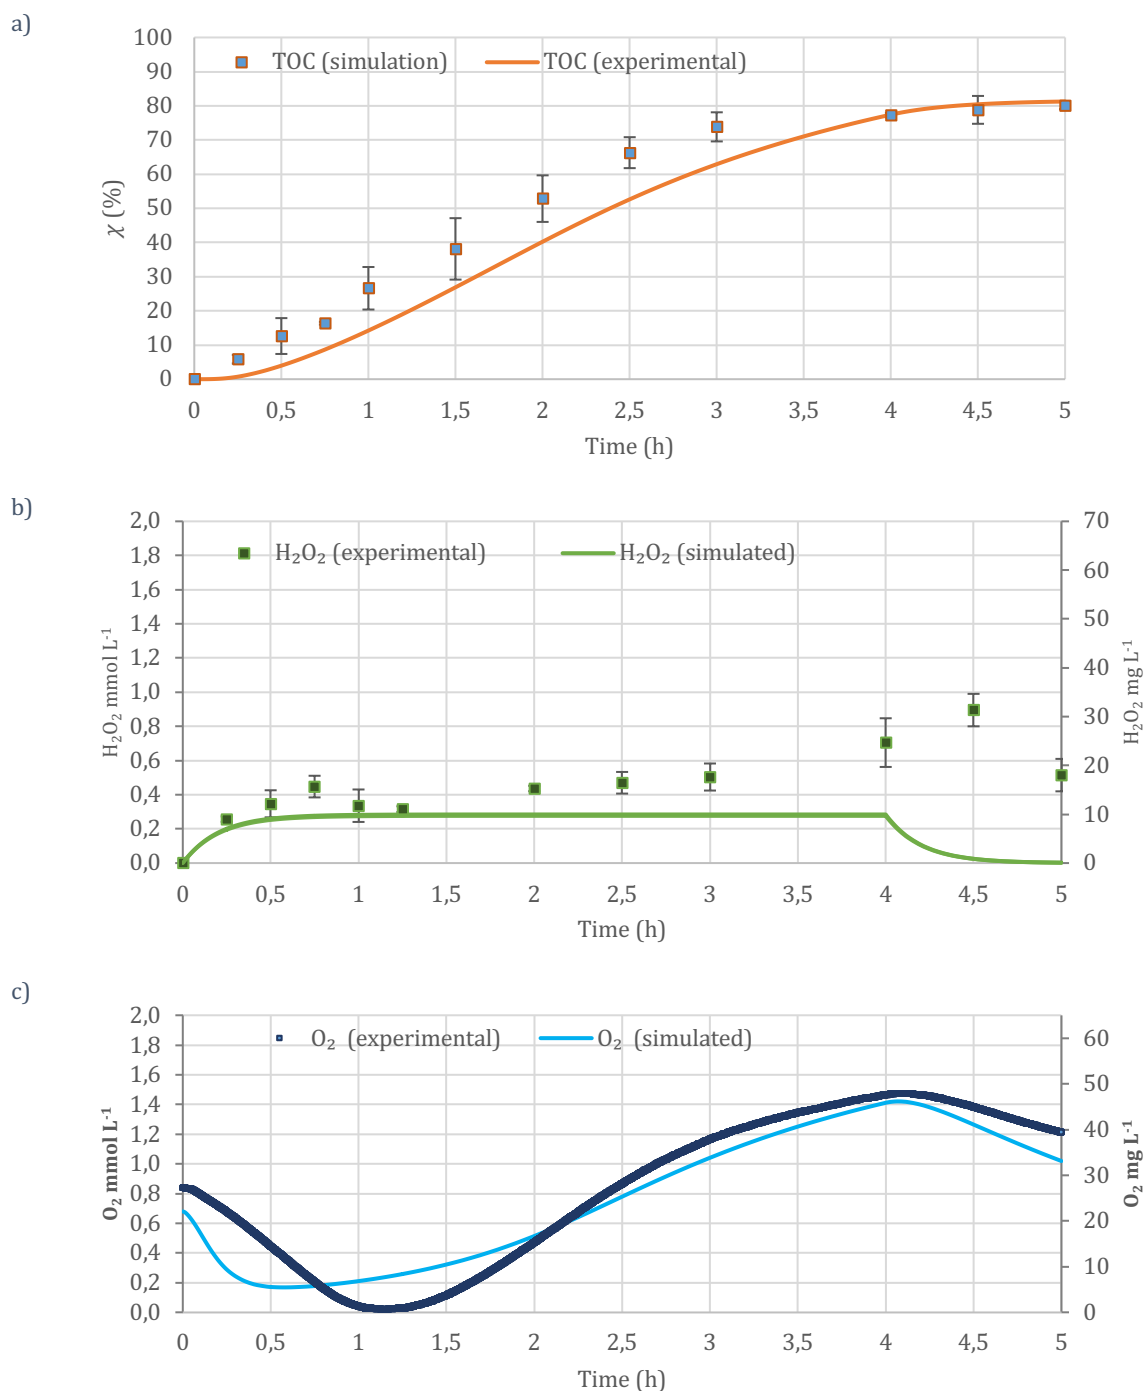 a)
100
90
80
70
60
50
40
30
20
10
0
χ (%)
TOC (simulation) TOC (experimental)
0 0,5 1 1,5 2 2,5 3 3,5 4 4,5 5
Time (h)
b)
2,0
1,8
1,6
1,4
1,2
1,0
0,8
0,6
0,4
0,2
0,0
H₂O₂ mmol L⁻¹
H₂O₂ (experimental) H₂O₂ (simulated)
70
60
50
40
30
20
10
0
H₂O₂ mg L⁻¹
0 0,5 1 1,5 2 2,5 3 3,5 4 4,5 5
Time (h)
c)
2,0
1,8
1,6
1,4
1,2
1,0
0,8
0,6
0,4
0,2
0,0
O₂ mmol L⁻¹
O₂ (experimental) O₂ (simulated)
60
50
40
30
20
10
0
O₂ mg L⁻¹
0 0,5 1 1,5 2 2,5 3 3,5 4 4,5 5
Time (h)